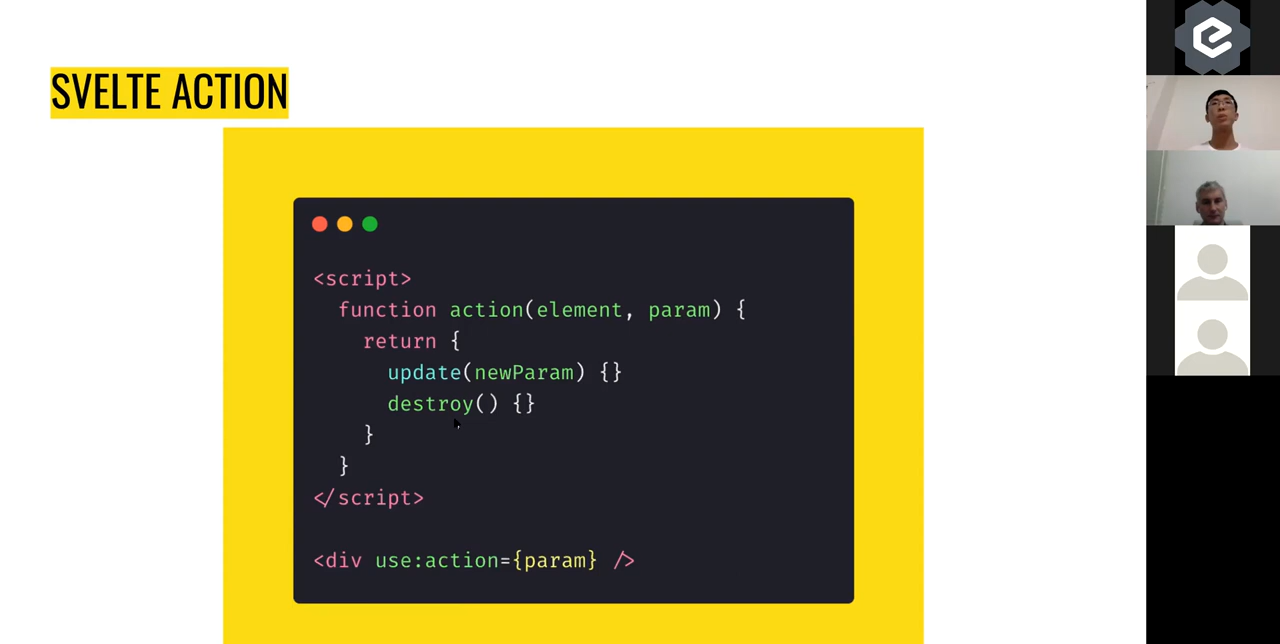 SVELTE ACTION
<script>
function action(element, param) {
return {
update(newParam) {}
destroy() {}
}
}
</script>
<div use:action={param} />